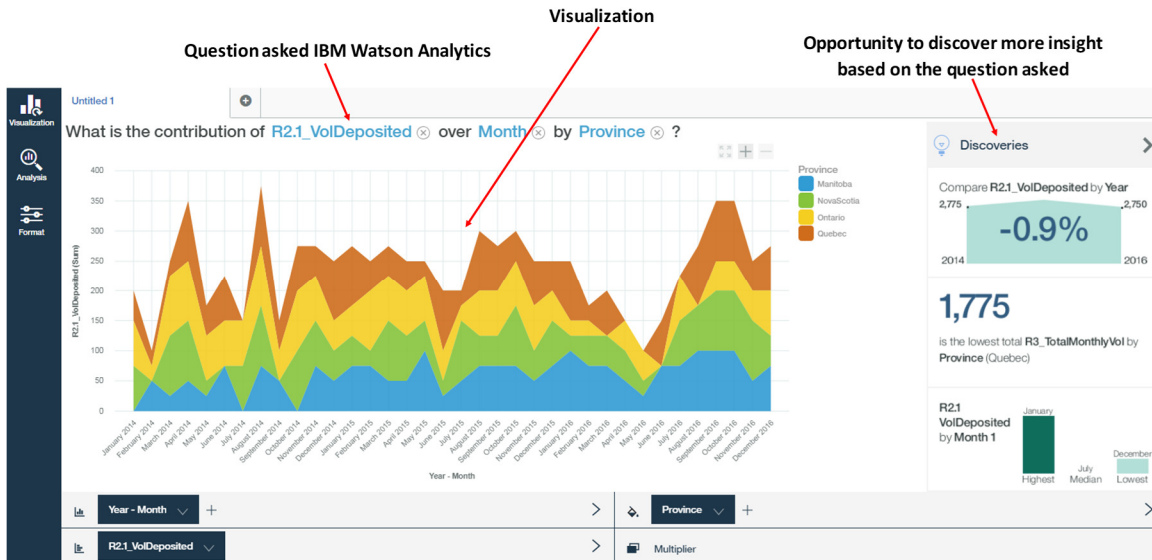 Visualization
Question asked IBM Watson Analytics
Opportunity to discover more insight
based on the question asked
Visualization
Analysis
Format
Untitled 1
What is the contribution of R2.1_VolDeposited over Month by Province ?
R2.1_VolDeposited (Sum)
400
350
300
250
200
150
100
50
0
January 2014
February 2014
March 2014
April 2014
May 2014
June 2014
July 2014
August 2014
September 2014
October 2014
November 2014
December 2014
January 2015
February 2015
March 2015
April 2015
May 2015
June 2015
July 2015
August 2015
September 2015
October 2015
November 2015
December 2015
January 2016
February 2016
March 2016
April 2016
May 2016
June 2016
July 2016
August 2016
September 2016
October 2016
November 2016
December 2016
Year - Month
Province
Manitoba
NovaScotia
Ontario
Quebec
Discoveries
Compare R2.1_VolDeposited by Year
2,775
2,750
-0.9%
2014
2016
1,775
is the lowest total R3_TotalMonthlyVol by
Province (Quebec)
R2.1
VolDeposited
by Month 1
January
Highest
July
Median
December
Lowest
Year - Month
Province
R2.1_VolDeposited
Multiplier